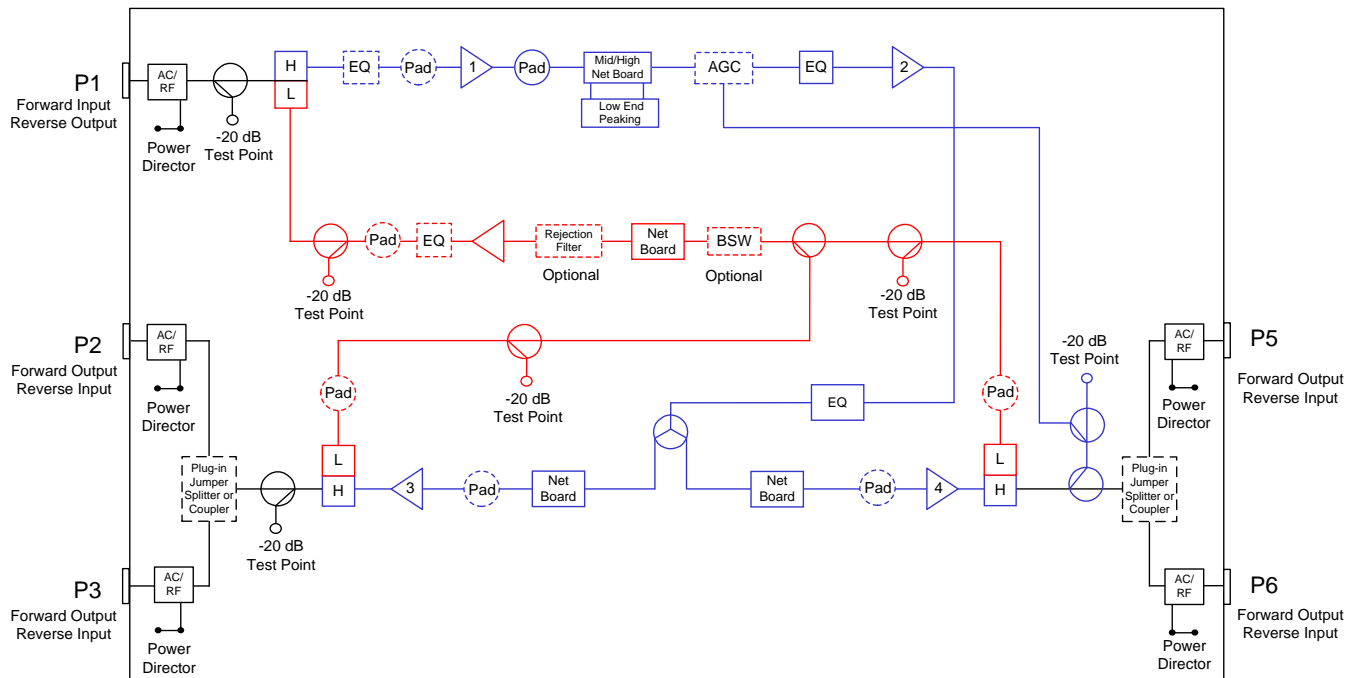 P1
Forward Input
Reverse Output
AC/
RF
Power
Director
-20 dB
Test Point
H
L
EQ
Pad
1
Pad
Mid/High
Net Board
Low End
Peaking
AGC
EQ
2
-20 dB
Test Point
Pad
EQ
Rejection
Filter
Optional
Net
Board
BSW
Optional
-20 dB
Test Point
P2
Forward Output
Reverse Input
AC/
RF
Power
Director
-20 dB
Test Point
Pad
L
H
Plug-in
Jumper
Splitter or
Coupler
-20 dB
Test Point
3
Pad
Net
Board
EQ
Net
Board
Pad
4
Pad
L
H
-20 dB
Test Point
Plug-in
Jumper
Splitter or
Coupler
AC/
RF
Power
Director
P5
Forward Output
Reverse Input
P3
Forward Output
Reverse Input
AC/
RF
Power
Director
AC/
RF
Power
Director
P6
Forward Output
Reverse Input